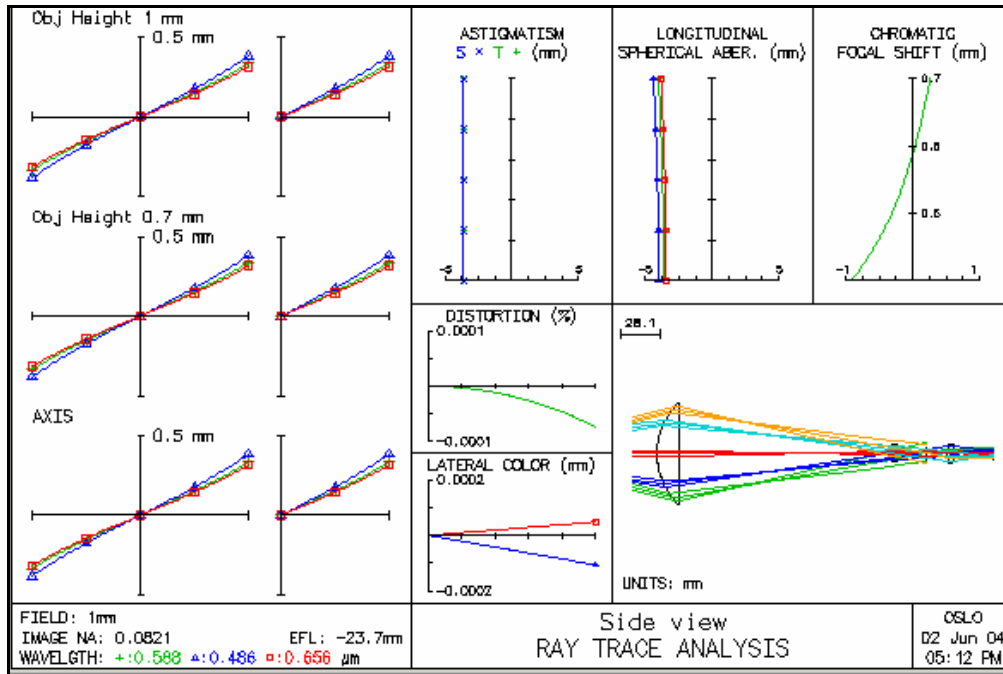 Obj Height 1 mm
0.5 mm
Obj Height 0.7 mm
0.5 mm
AXIS
0.5 mm
ASTIGMATISM
S × T + (mm)
-5 5
LONGITUDINAL
SPHERICAL ABER. (mm)
-5 5
CHROMATIC
FOCAL SHIFT (mm)
0.7
0.6
0.5
-1 1
DISTORTION (%)
0.0001
-0.0001
LATERAL COLOR (mm)
0.0002
-0.0002
28.1
UNITS: mm
FIELD: 1mm
IMAGE NA: 0.0821 EFL: -23.7mm
WAVELGTH: +:0.588 ▵:0.486 ▫:0.656 µm
Side view
RAY TRACE ANALYSIS
OSLO
02 Jun 04
05:12 PM